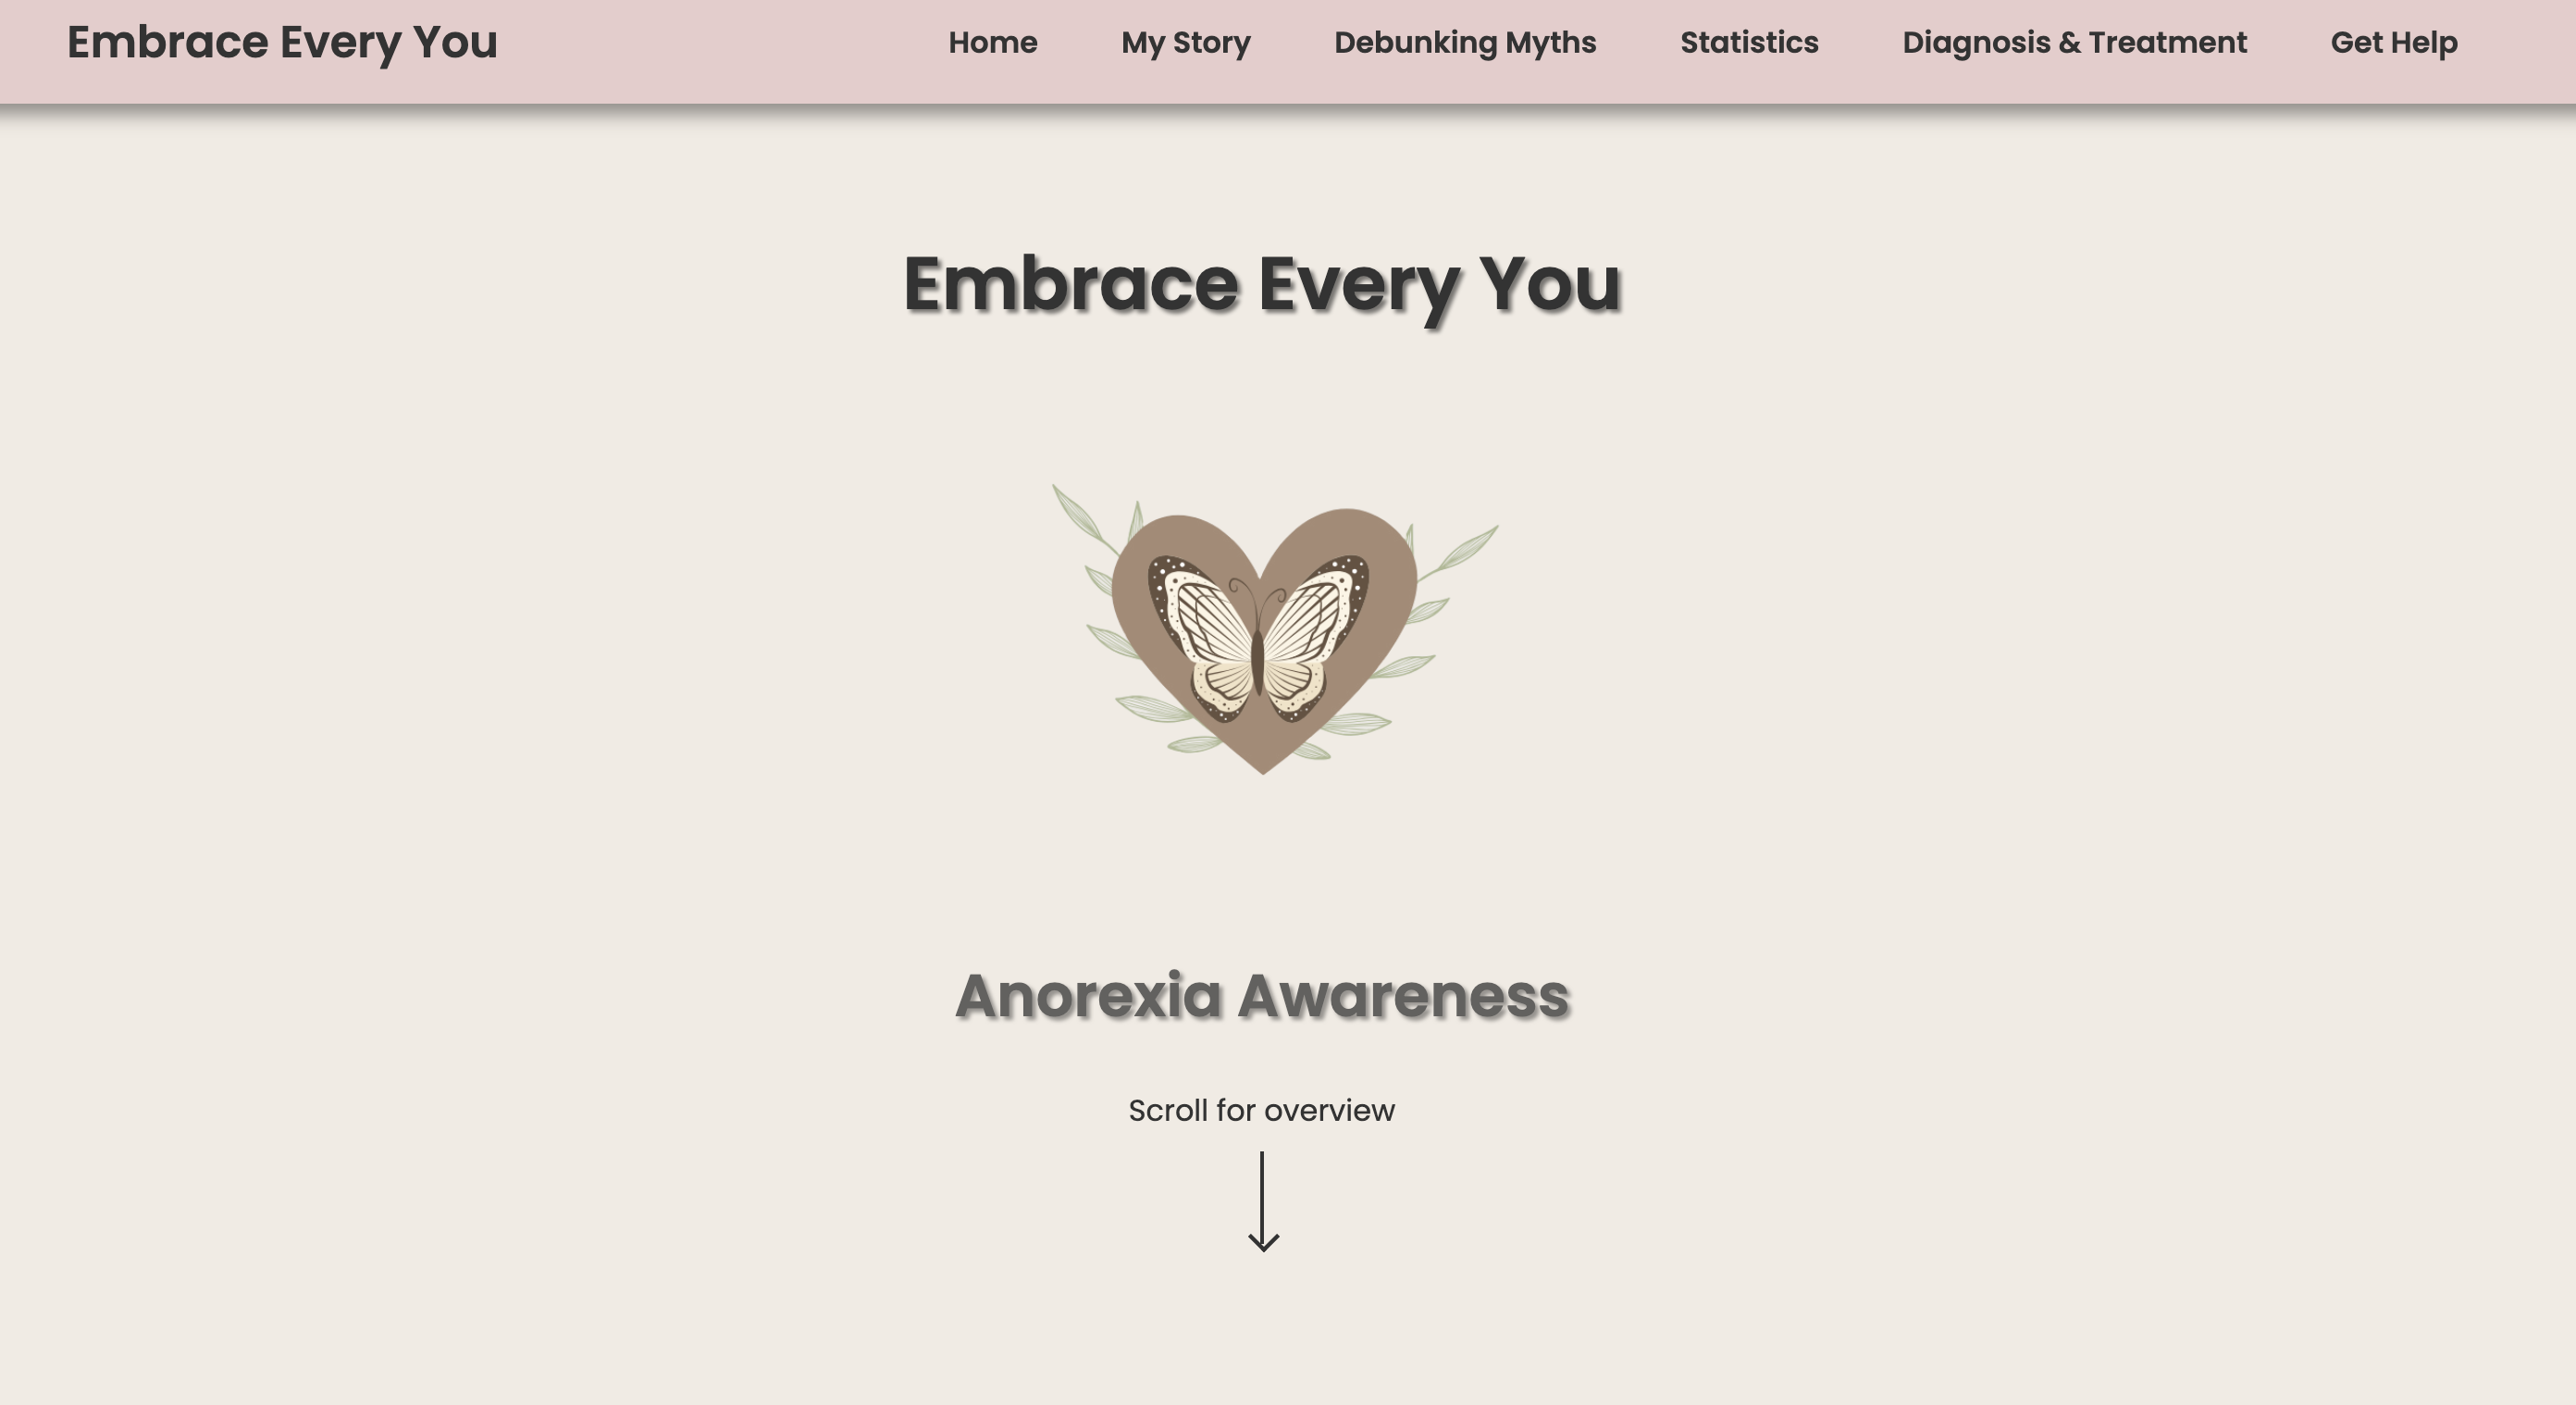 Embrace Every You
Home My Story Debunking Myths Statistics Diagnosis & Treatment Get Help
Embrace Every You
Anorexia Awareness
Scroll for overview